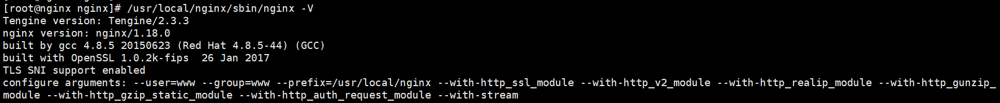 [root@nginx nginx]# /usr/local/nginx/sbin/nginx -V
Tengine version: Tengine/2.3.3
nginx version: nginx/1.18.0
built by gcc 4.8.5 20150623 (Red Hat 4.8.5-44) (GCC)
built with OpenSSL 1.0.2k-fips  26 Jan 2017
TLS SNI support enabled
configure arguments: --user=www --group=www --prefix=/usr/local/nginx --with-http_ssl_module --with-http_v2_module --with-http_realip_module --with-http_gunzip_
module --with-http_gzip_static_module --with-http_auth_request_module --with-stream